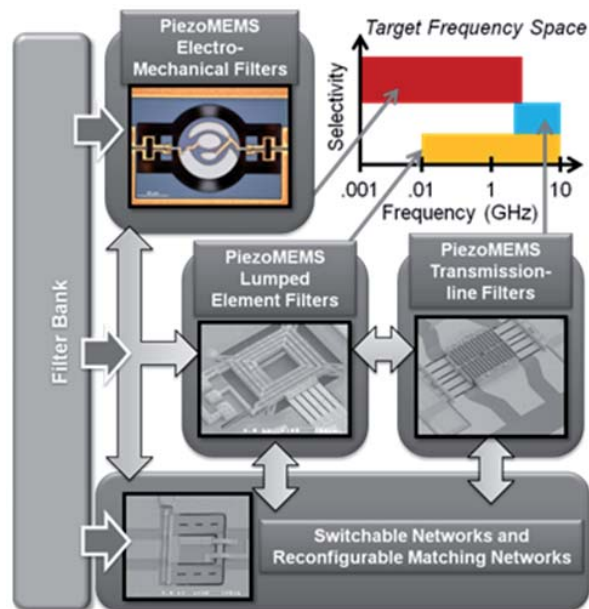 PiezoMEMS
Electro-
Mechanical Filters
Target Frequency Space
Selectivity
.001
.01
1
10
Frequency (GHz)
Filter Bank
PiezoMEMS
Lumped
Element Filters
PiezoMEMS
Transmission-
line Filters
Switchable Networks and
Reconfigurable Matching Networks